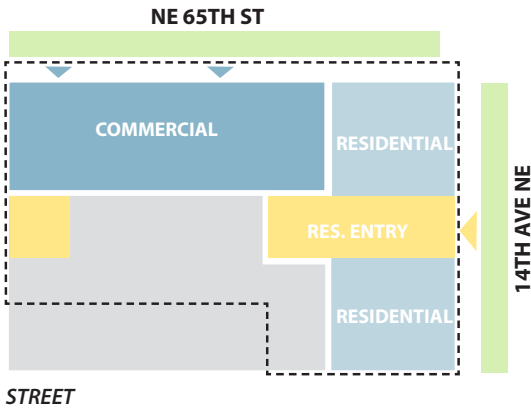 NE 65TH ST
COMMERCIAL
RESIDENTIAL
RES. ENTRY
14TH AVE NE
RESIDENTIAL
STREET